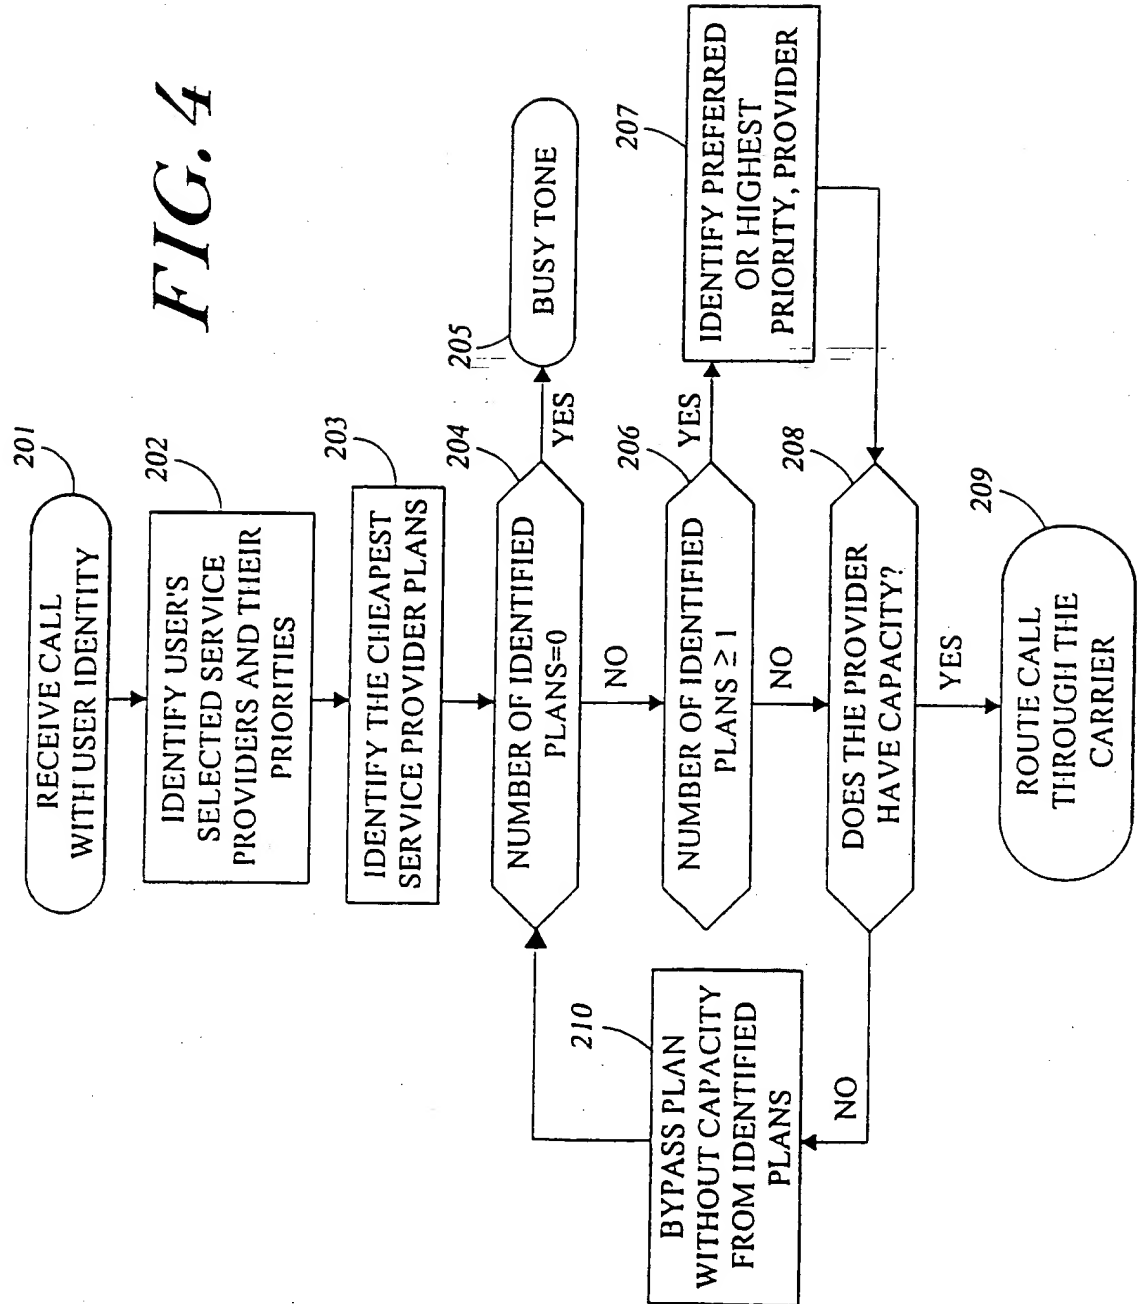 FIG. 4
201
RECEIVE CALL
WITH USER IDENTITY
202
IDENTIFY USER'S
SELECTED SERVICE
PROVIDERS AND THEIR
PRIORITIES
203
IDENTIFY THE CHEAPEST
SERVICE PROVIDER PLANS
204
NUMBER OF IDENTIFIED
PLANS=0
YES
205
BUSY TONE
NO
206
NUMBER OF IDENTIFIED
PLANS ≥ 1
YES
207
IDENTIFY PREFERRED
OR HIGHEST
PRIORITY, PROVIDER
NO
208
DOES THE PROVIDER
HAVE CAPACITY?
YES
209
ROUTE CALL
THROUGH THE
CARRIER
NO
210
BYPASS PLAN
WITHOUT CAPACITY
FROM IDENTIFIED
PLANS